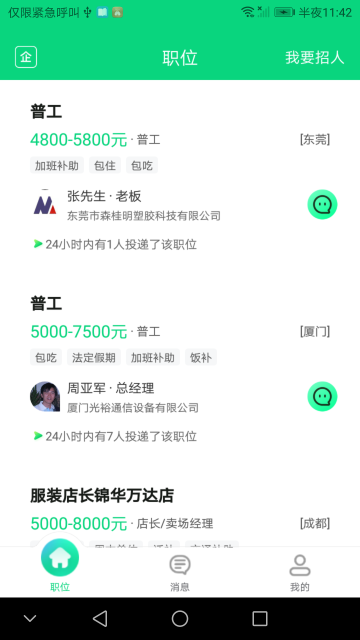 仅限紧急呼叫 半夜11:42
企 职位 我要招人
普工
4800-5800元 · 普工 [东莞]
加班补助 包住 包吃
张先生 · 老板
东莞市森桂明塑胶科技有限公司
24小时内有1人投递了该职位
普工
5000-7500元 · 普工 [厦门]
包吃 法定假期 加班补助 饭补
周亚军 · 总经理
厦门光裕通信设备有限公司
24小时内有7人投递了该职位
服装店长锦华万达店
5000-8000元 · 店长/卖场经理 [成都]
职位 消息 我的